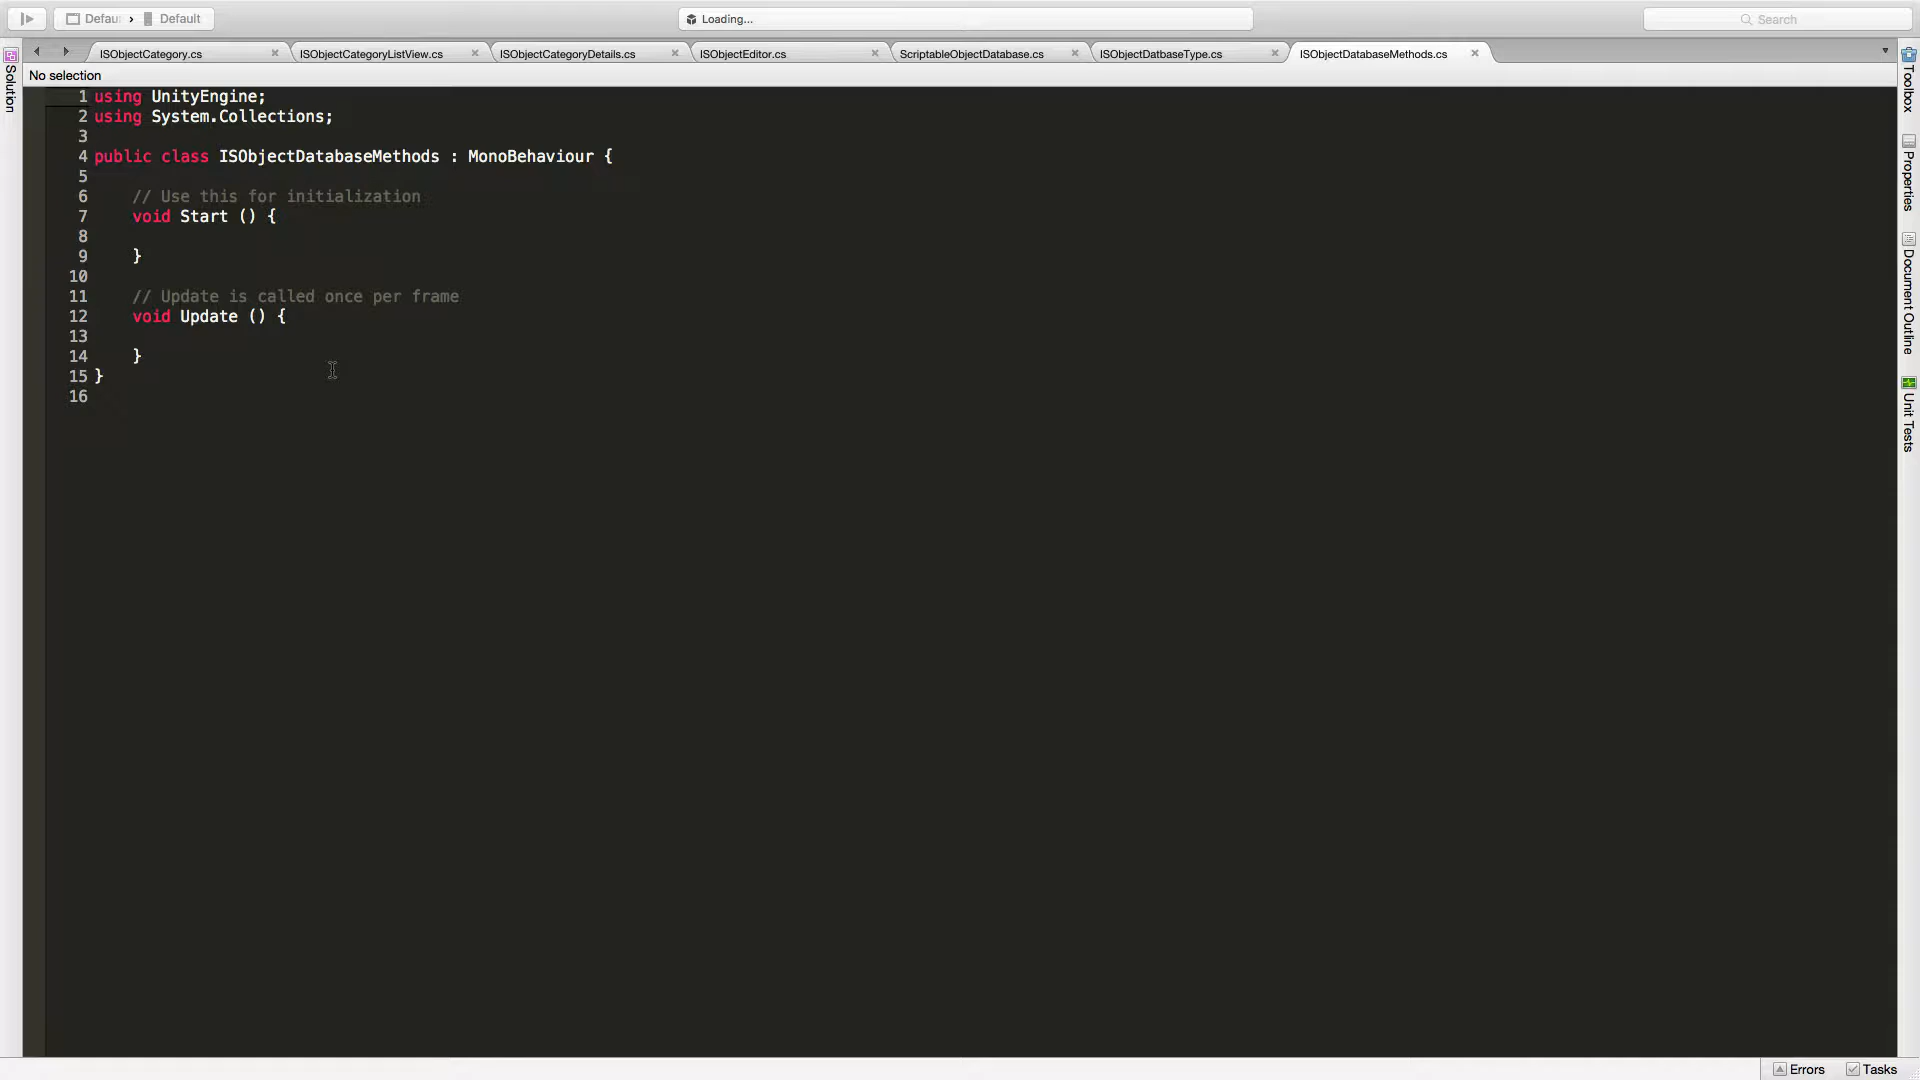 Defau › Default
Loading...
Search
ISObjectCategory.cs
ISObjectCategoryListView.cs
ISObjectCategoryDetails.cs
ISObjectEditor.cs
ScriptableObjectDatabase.cs
ISObjectDatbaseType.cs
ISObjectDatabaseMethods.cs
No selection
Solution
1 using UnityEngine;
2 using System.Collections;
3
4 public class ISObjectDatabaseMethods : MonoBehaviour {
5
6 // Use this for initialization
7 void Start () {
8
9 }
10
11 // Update is called once per frame
12 void Update () {
13
14 }
15 }
16
Toolbox
Properties
Document Outline
Unit Tests
Errors
Tasks